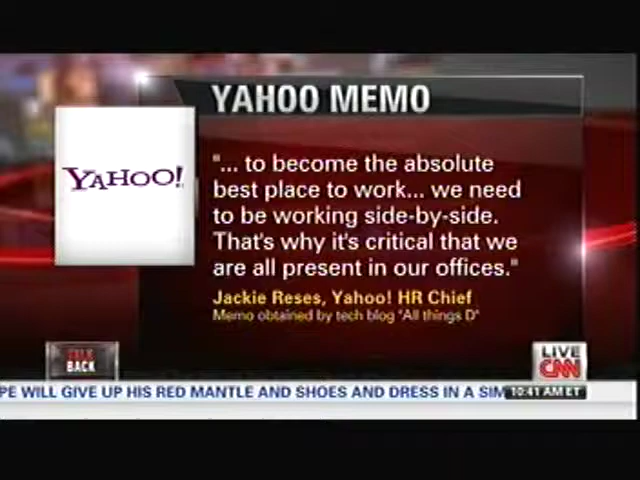 YAHOO MEMO
YAHOO!
"... to become the absolute
best place to work... we need
to be working side-by-side.
That's why it's critical that we
are all present in our offices."
Jackie Reses, Yahoo! HR Chief
Memo obtained by tech blog "All things D"
TALK
BACK
LIVE
CNN
PE WILL GIVE UP HIS RED MANTLE AND SHOES AND DRESS IN A SIM
10:41 AM ET